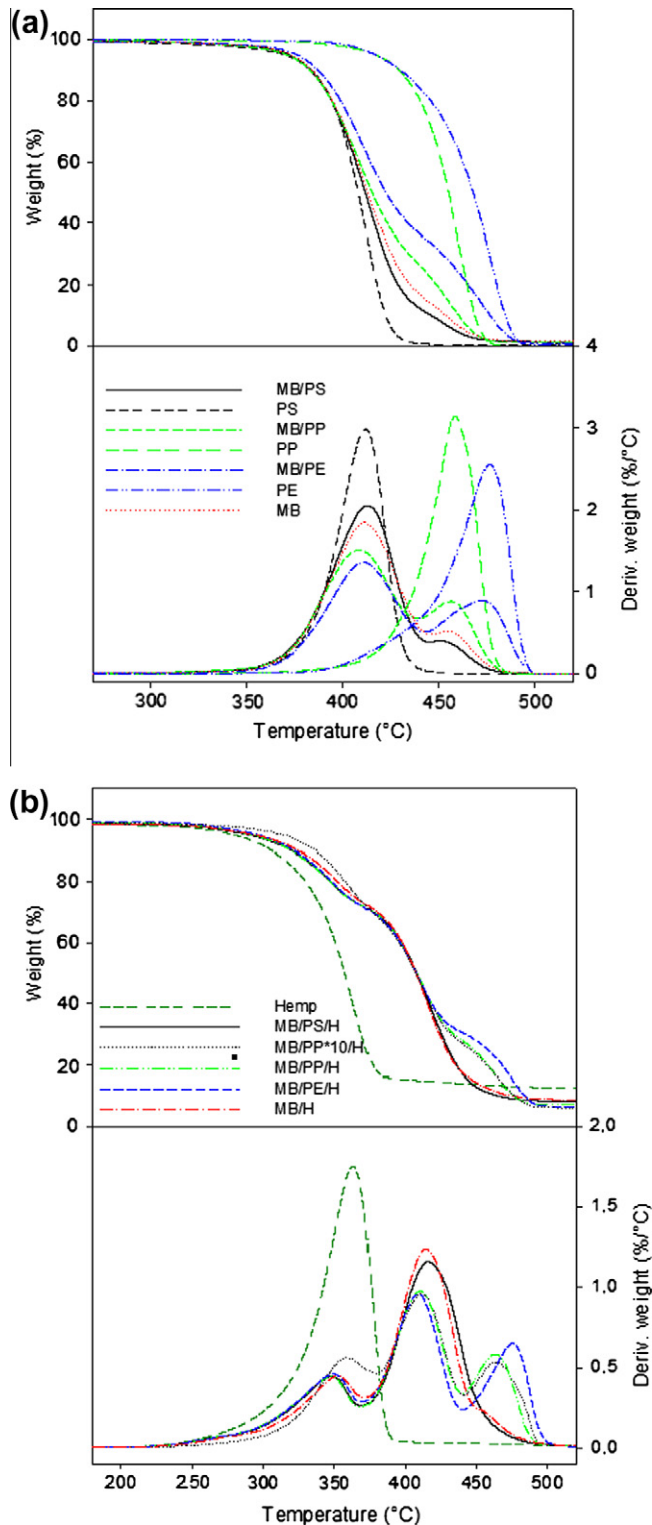 (a)
100
80
60
40
20
0
Weight (%)
4
3
2
1
0
Deriv. weight (%/°C)
MB/PS
PS
MB/PP
PP
MB/PE
PE
MB
300
350
400
450
500
Temperature (°C)
(b)
100
80
60
40
20
0
Weight (%)
Hemp
MB/PS/H
MB/PP*10/H
MB/PP/H
MB/PE/H
MB/H
2.0
1.5
1.0
0.5
0.0
Deriv. weight (%/°C)
200
250
300
350
400
450
500
Temperature (°C)